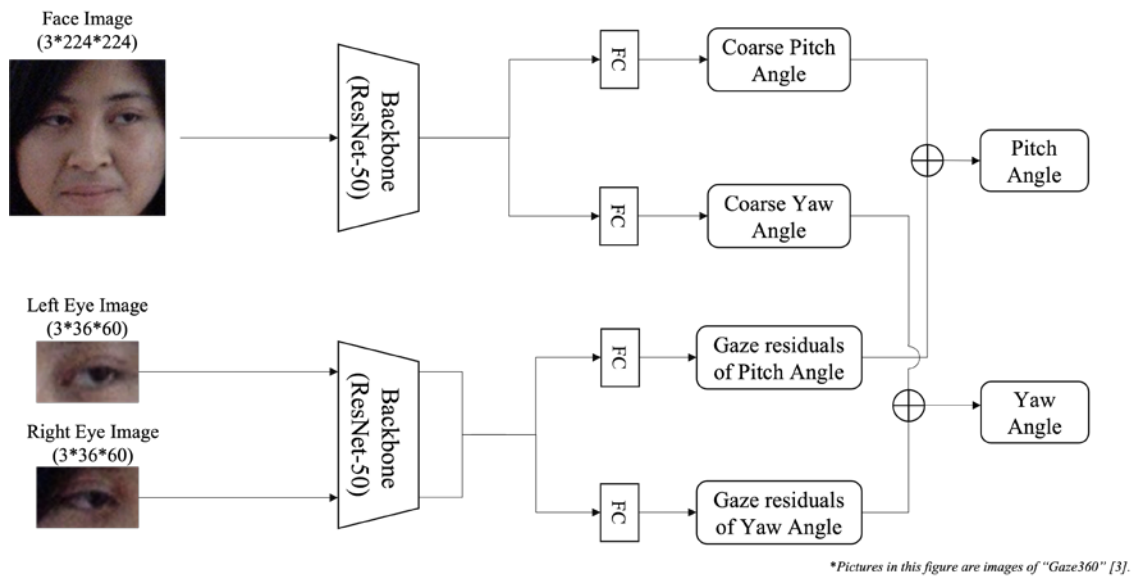 Face Image
(3*224*224)
Backbone
(ResNet-50)
FC
Coarse Pitch
Angle
FC
Coarse Yaw
Angle
Pitch
Angle
Left Eye Image
(3*36*60)
Right Eye Image
(3*36*60)
Backbone
(ResNet-50)
FC
Gaze residuals
of Pitch Angle
FC
Gaze residuals
of Yaw Angle
Yaw
Angle
*Pictures in this figure are images of “Gaze360” [3].